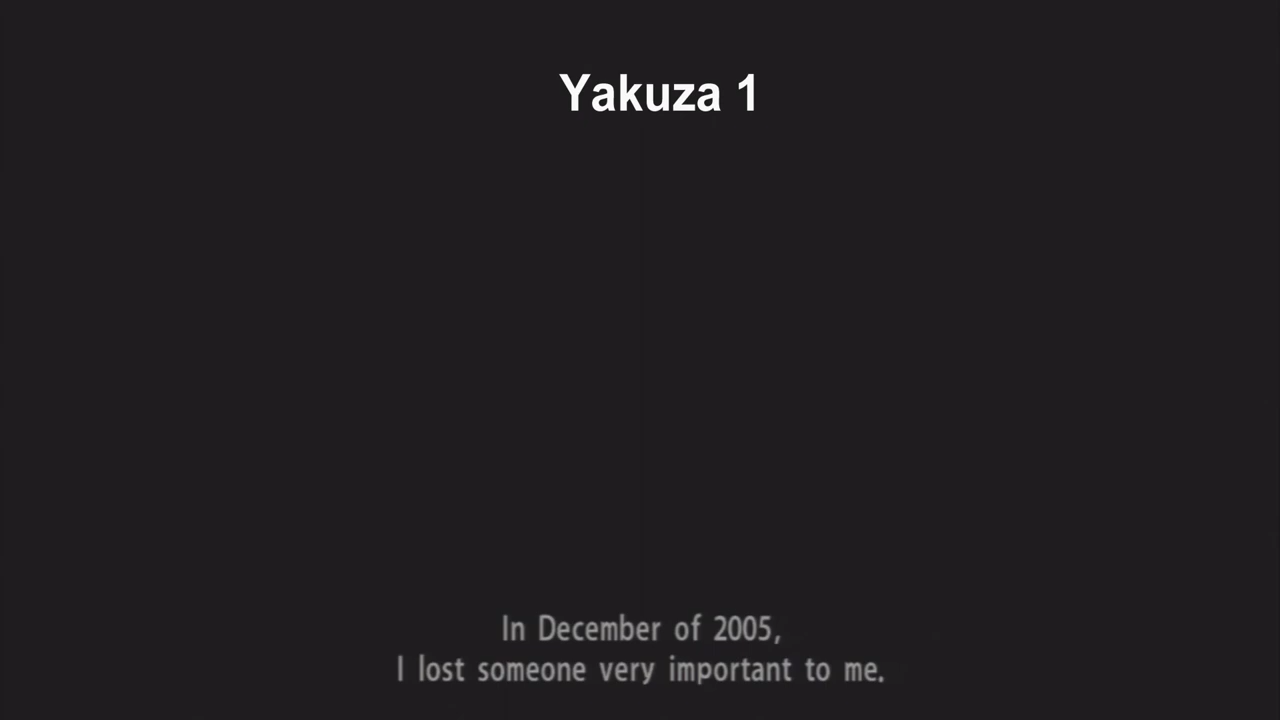 Yakuza 1
In December of 2005,
I lost someone very important to me.